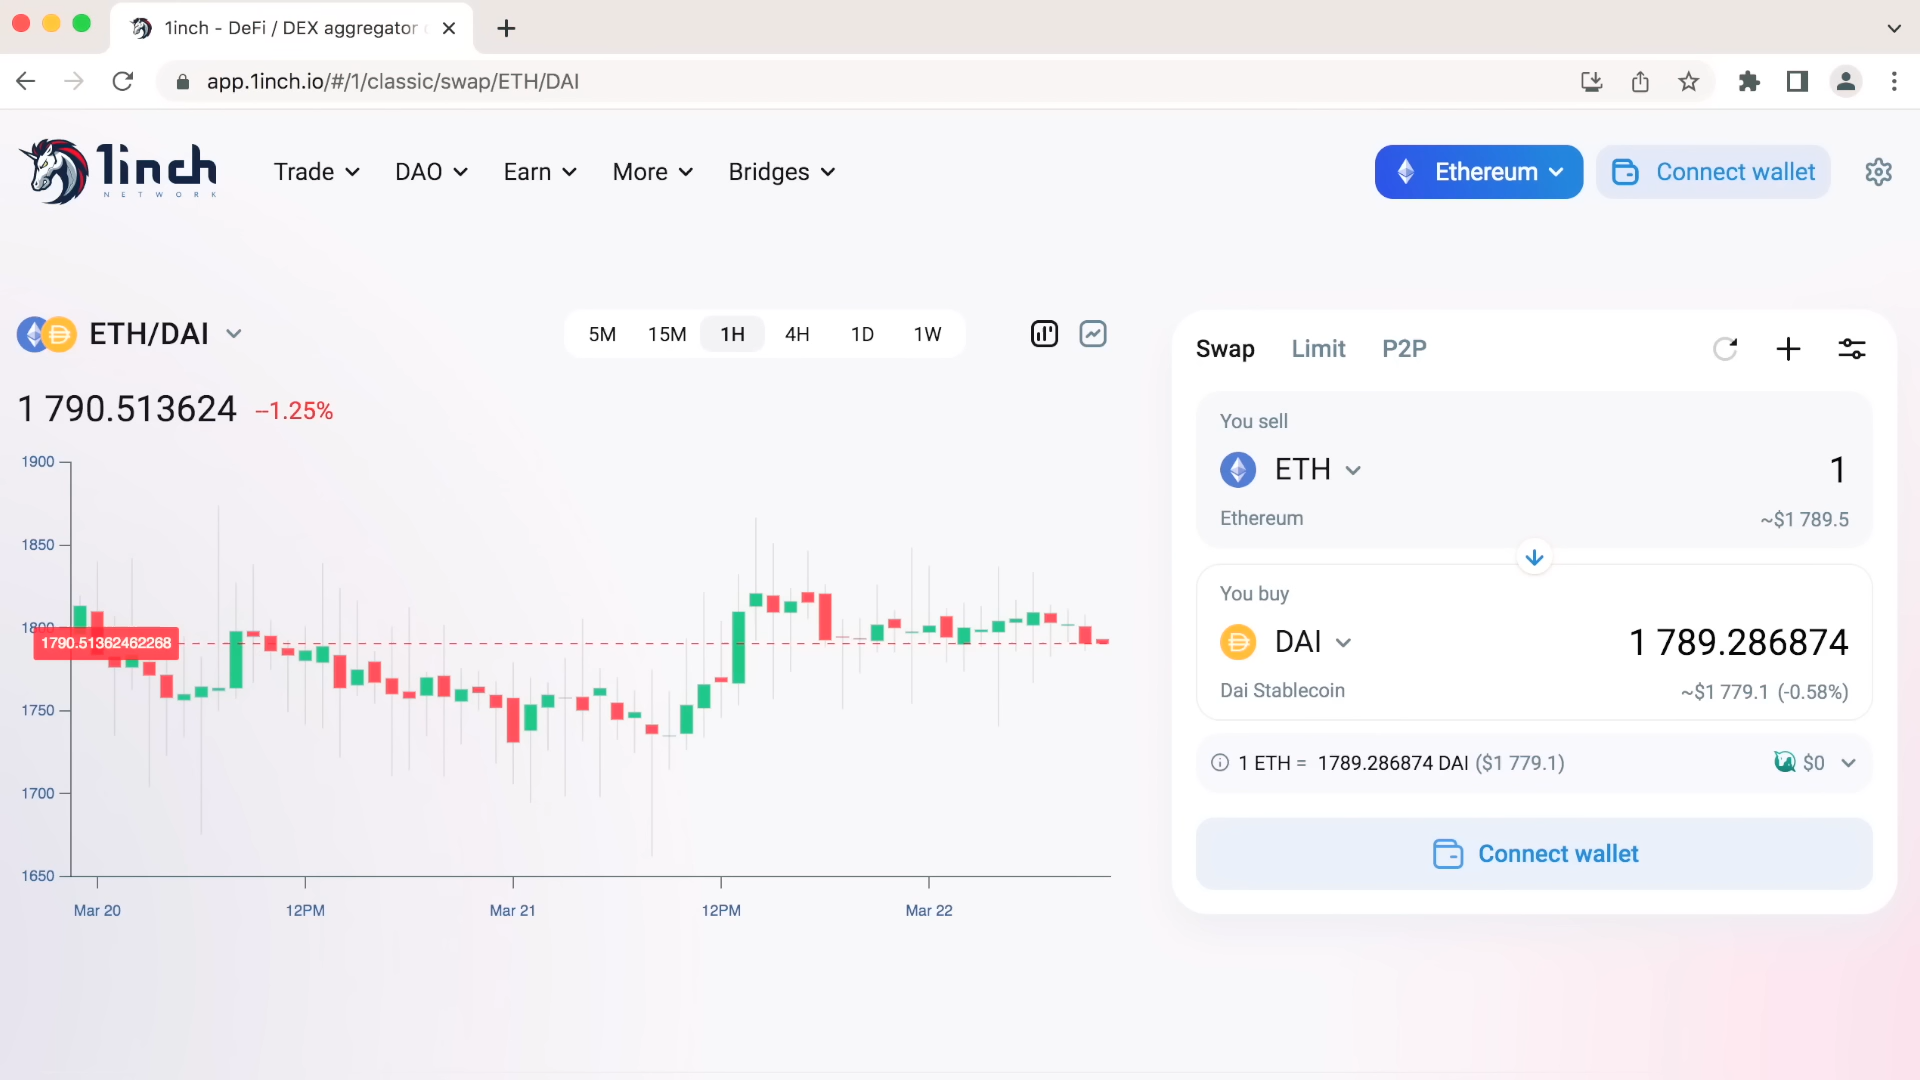 1inch - DeFi / DEX aggregator
app.1inch.io/#/1/classic/swap/ETH/DAI
1inch
NETWORK
Trade
DAO
Earn
More
Bridges
Ethereum
Connect wallet
ETH/DAI
5M
15M
1H
4H
1D
1W
1 790.513624
--1.25%
1900
1850
1800
1790.51362462268
1750
1700
1650
Mar 20
12PM
Mar 21
12PM
Mar 22
Swap
Limit
P2P
You sell
ETH
1
Ethereum
~$1 789.5
You buy
DAI
1 789.286874
Dai Stablecoin
~$1 779.1 (-0.58%)
1 ETH = 1789.286874 DAI ($1 779.1)
$0
Connect wallet